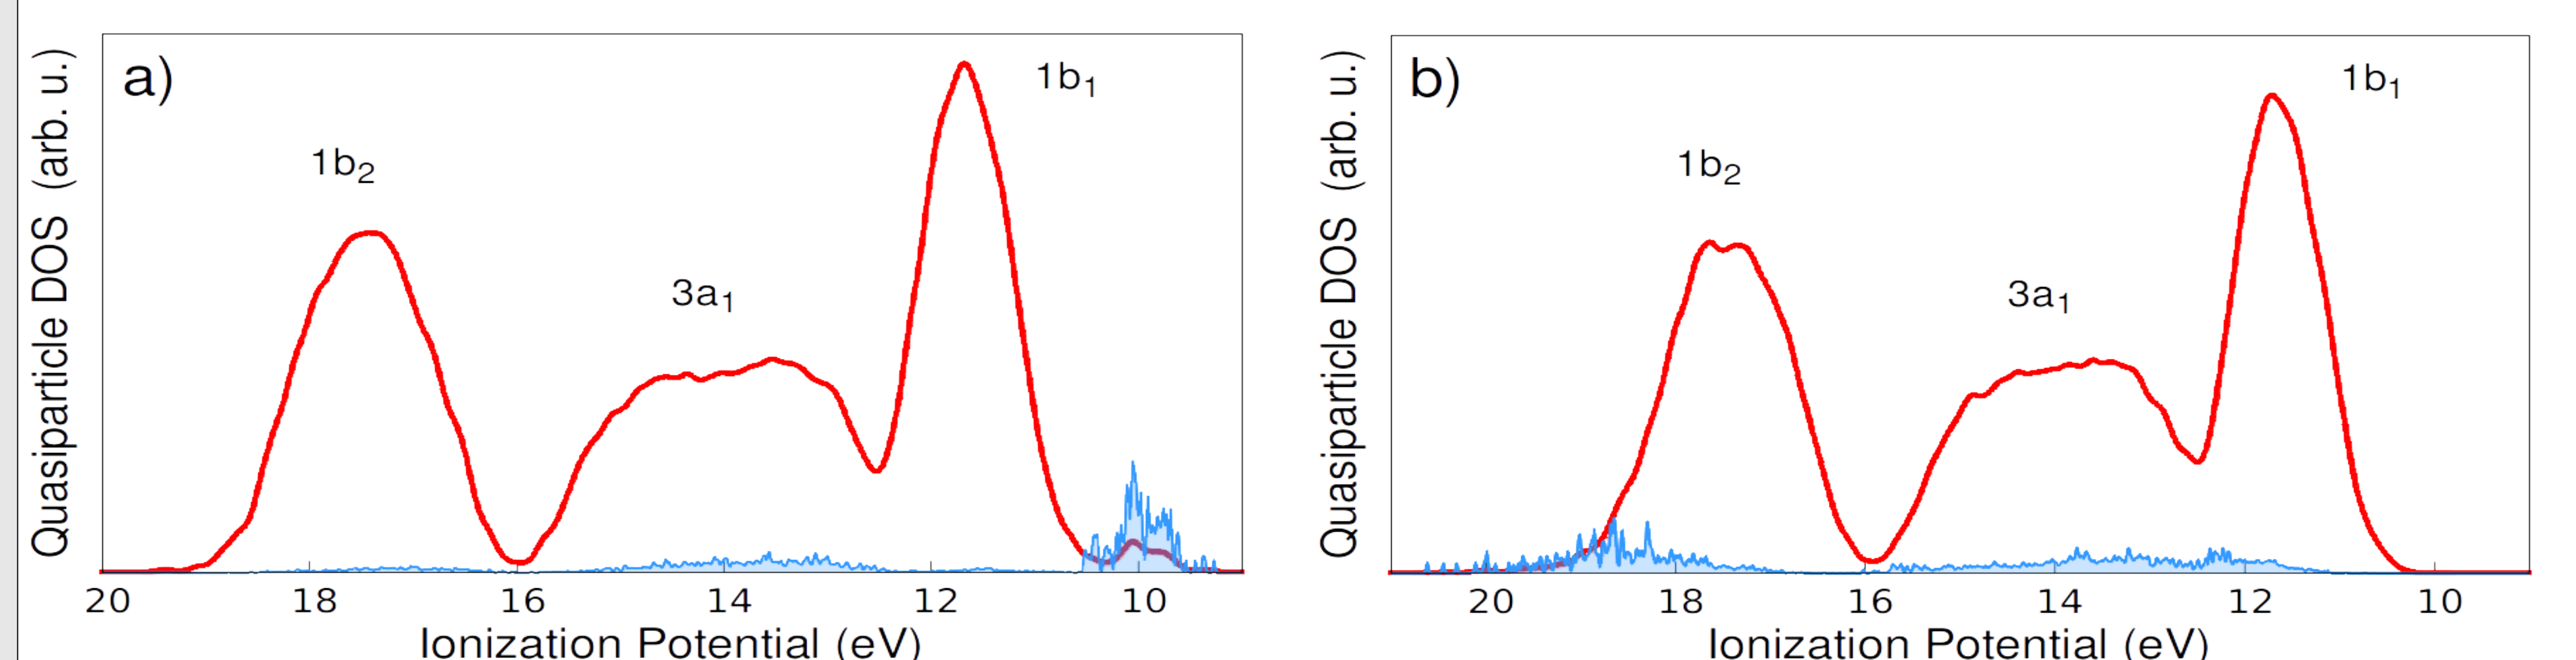 a)
Quasiparticle DOS (arb. u.)
1b2
3a1
1b1
20 18 16 14 12 10
Ionization Potential (eV)
b)
Quasiparticle DOS (arb. u.)
1b2
3a1
1b1
20 18 16 14 12 10
Ionization Potential (eV)